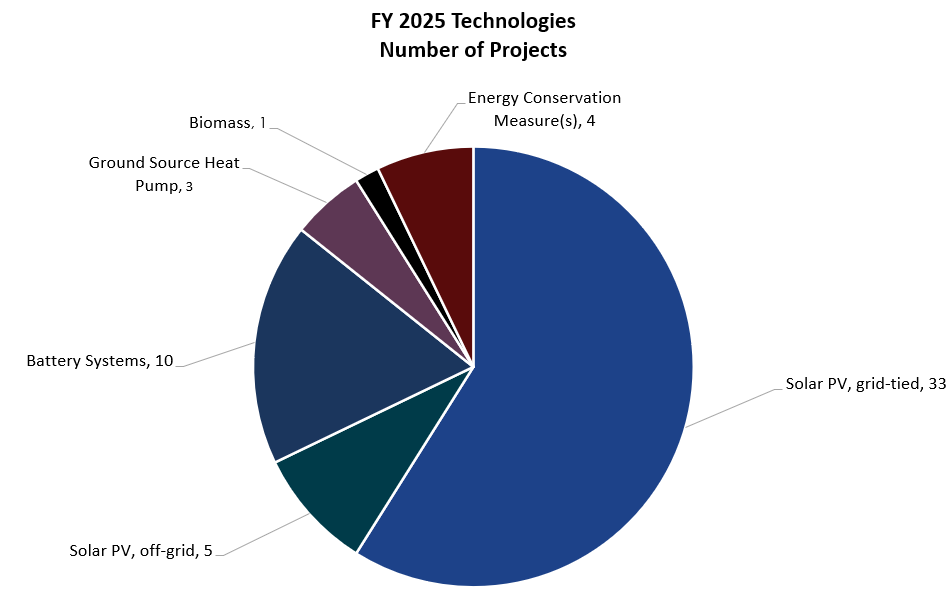 FY 2025 Technologies
Number of Projects
Energy Conservation
Measure(s), 4
Biomass, 1
Ground Source Heat
Pump, 3
Battery Systems, 10
Solar PV, grid-tied, 33
Solar PV, off-grid, 5